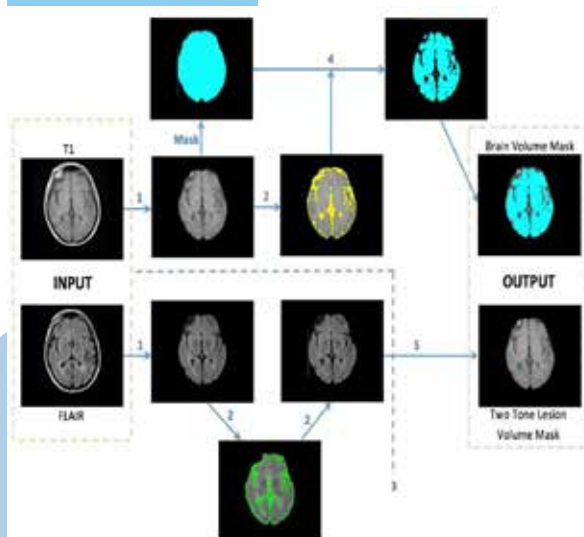 4
T1
Mask
Brain Volume Mask
1
2
INPUT
OUTPUT
1
5
FLAIR
2
2
Two Tone Lesion
Volume Mask
3